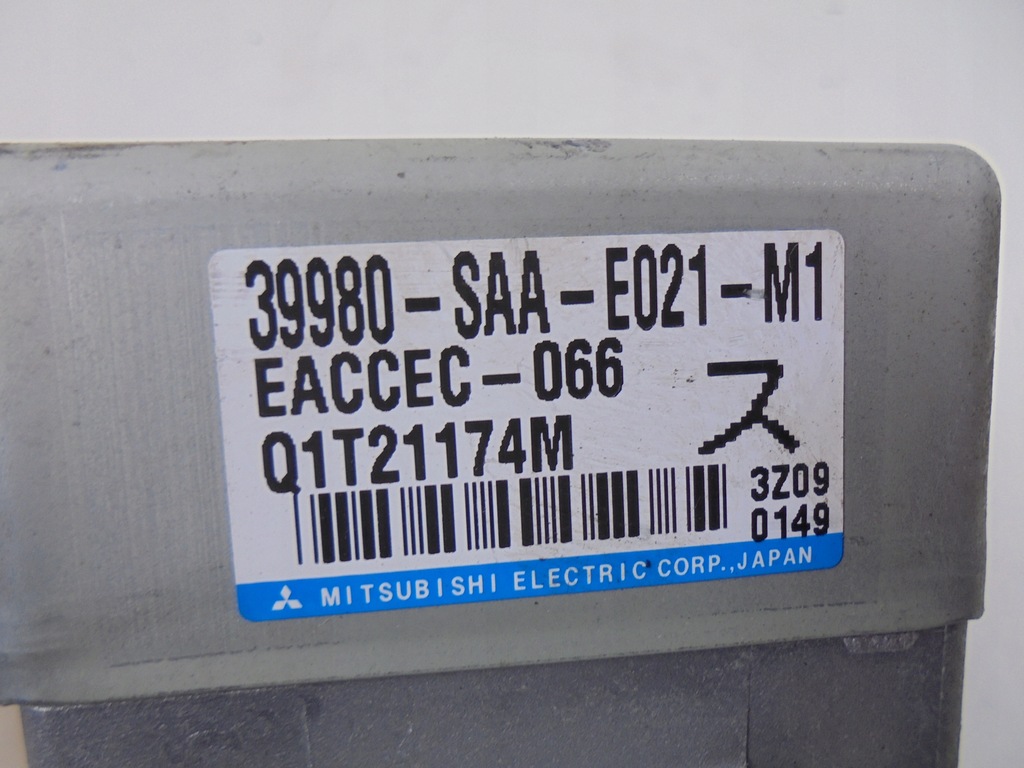 39980-SAA-E021-M1
EACCEC-066
ス
Q1T21174M
3Z09
0149
MITSUBISHI ELECTRIC CORP.,JAPAN